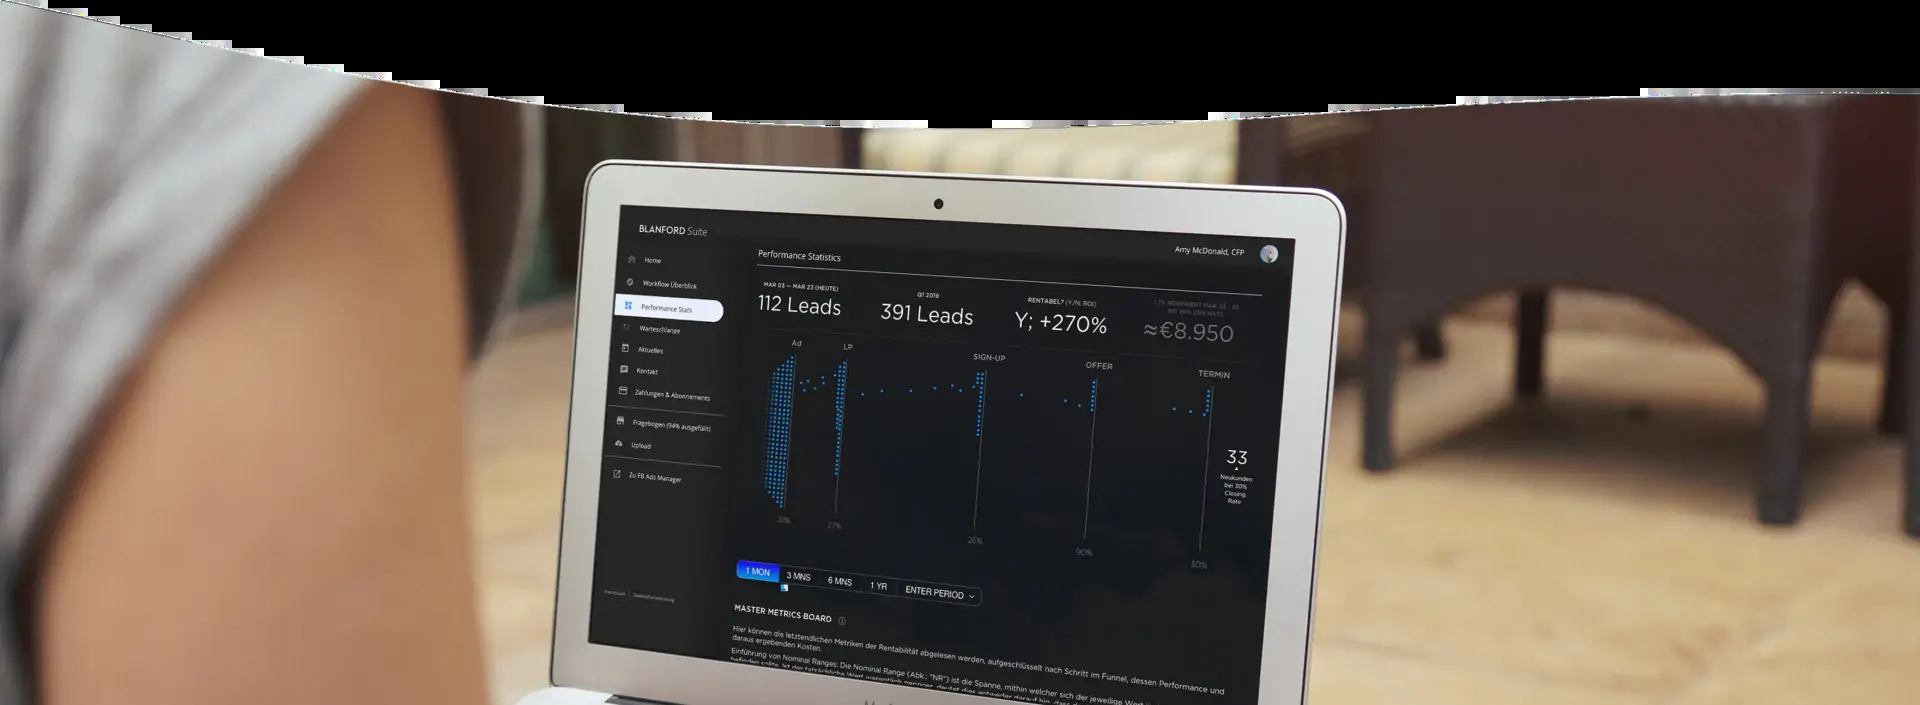 BLANFORD Suite
Amy McDonald, CFP
Home
Workflow Überblick
Performance Stats
Warteschlange
Aktuelles
Kontakt
Zahlungen & Abonnements
Fragebogen (94% ausgefüllt)
Upload
Zu FB Ads Manager
Impressum | Datenschutzerklärung
Performance Statistics
MAR 03 — MAR 23 (HEUTE)
112 Leads
Q1 2019
391 Leads
RENTABEL? (Y/N; ROI)
Y; +270%
≈€8.950
Ad
LP
SIGN-UP
OFFER
TERMIN
33
Neukunden
bei 30%
Closing
Rate
27%
26%
90%
30%
1 MON
3 MNS
6 MNS
1 YR
ENTER PERIOD
MASTER METRICS BOARD
Hier können die letztendlichen Metriken der Rentabilität abgelesen werden, aufgeschlüsselt nach Schritt im Funnel, dessen Performance und
daraus ergebenden Kosten.
Einführung von Nominal Ranges: Die Nominal Range (Abk.: "NR") ist die Spanne, mithin welcher sich der jeweilige Wert
befinden sollte, ist der tatsächliche Wert wesentlich geringer, deutet dies entweder darauf hin, dass